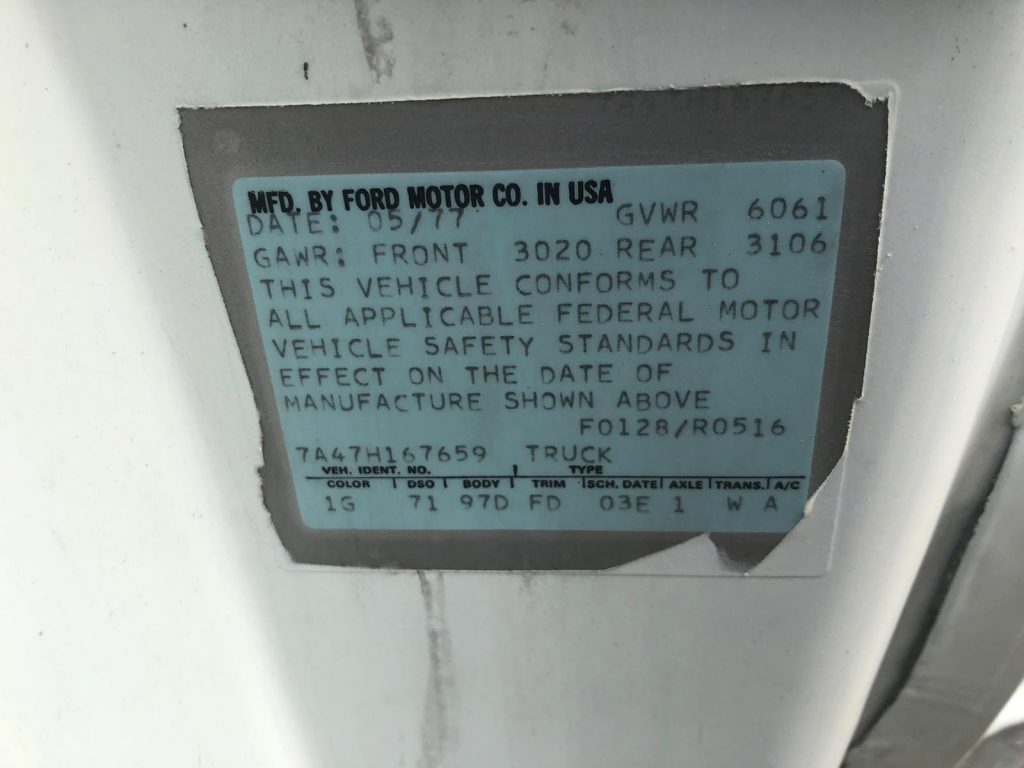 MFD. BY FORD MOTOR CO. IN USA
DATE: 05/77 GVWR 6061
GAWR: FRONT 3020 REAR 3106
THIS VEHICLE CONFORMS TO
ALL APPLICABLE FEDERAL MOTOR
VEHICLE SAFETY STANDARDS IN
EFFECT ON THE DATE OF
MANUFACTURE SHOWN ABOVE
F0128/R0516
7A47H167659 TRUCK
VEH. IDENT. NO. TYPE
COLOR DSO BODY TRIM SCH. DATE AXLE TRANS. A/C
1G 71 97D FD 03E 1 W A